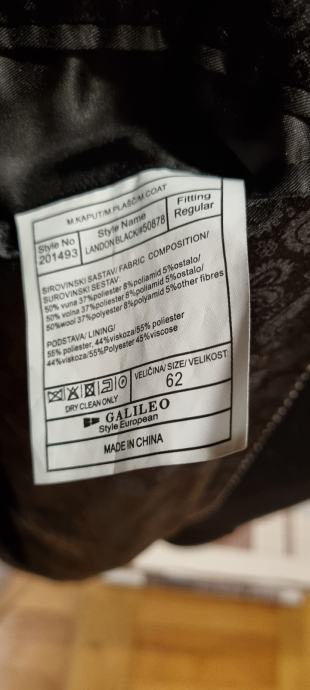 M.KAPUT/M.PLAŠČ/M.COAT
Style No
201493
Style Name
LANDON BLACK#50878
Fitting
Regular
SIROVINSKI SASTAV/ FABRIC COMPOSITION/
SUROVINSKI SESTAV:
50% vuna 37%poliester 8%poliamid 5%ostalo/
50% volna 37%poliester 8%poliamid 5%ostalo/
50%wool 37%polyester 8%polyamid 5%other fibres
PODSTAVA/ LINING/
55% poliester, 44%viskoza/55% poliester
44%viskoza/55%Polyester 45%viscose
DRY CLEAN ONLY
VELIČINA/ SIZE/ VELIKOST:
62
GALILEO
Style European
MADE IN CHINA